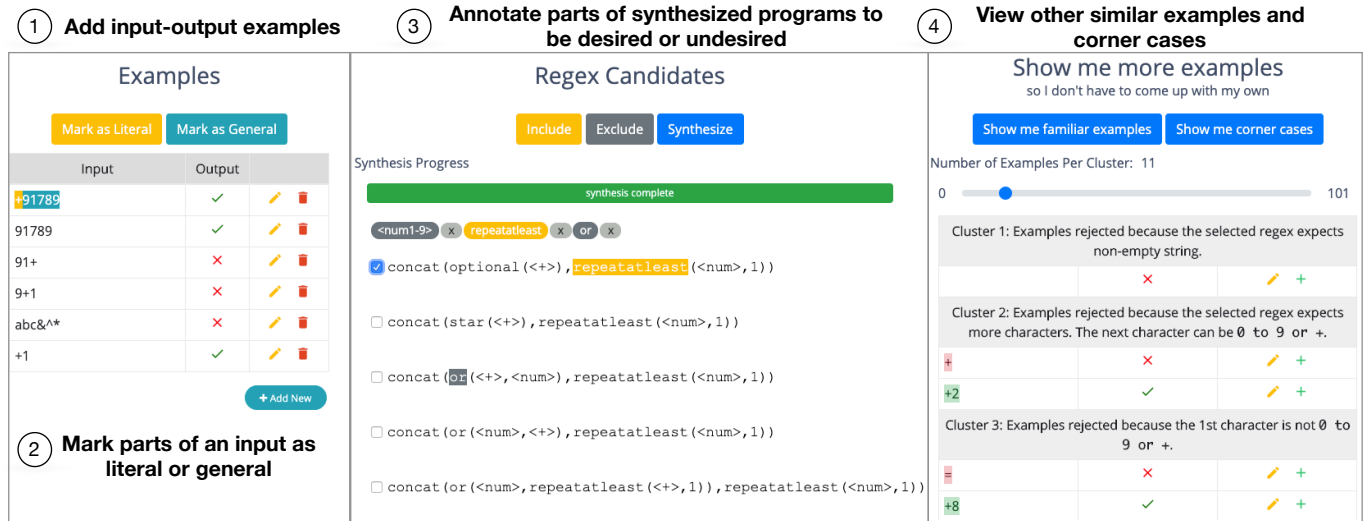 1 Add input-output examples
Examples
Mark as Literal Mark as General
Input Output
+91789
91789
91+
9+1
abc&^*
+1
+ Add New
2 Mark parts of an input as
literal or general
3 Annotate parts of synthesized programs to
be desired or undesired
Regex Candidates
Include Exclude Synthesize
Synthesis Progress
synthesis complete
<num1-9> x repeatatleast x or x
concat(optional(<+>),repeatatleast(<num>,1))
concat(star(<+>),repeatatleast(<num>,1))
concat(or(<+>,<num>),repeatatleast(<num>,1))
concat(or(<num>,<+>),repeatatleast(<num>,1))
concat(or(<num>,repeatatleast(<+>,1)),repeatatleast(<num>,1))
4 View other similar examples and
corner cases
Show me more examples
so I don't have to come up with my own
Show me familiar examples Show me corner cases
Number of Examples Per Cluster: 11
0 101
Cluster 1: Examples rejected because the selected regex expects
non-empty string.
Cluster 2: Examples rejected because the selected regex expects
more characters. The next character can be 0 to 9 or +.
+
+2
Cluster 3: Examples rejected because the 1st character is not 0 to
9 or +.
=
+8